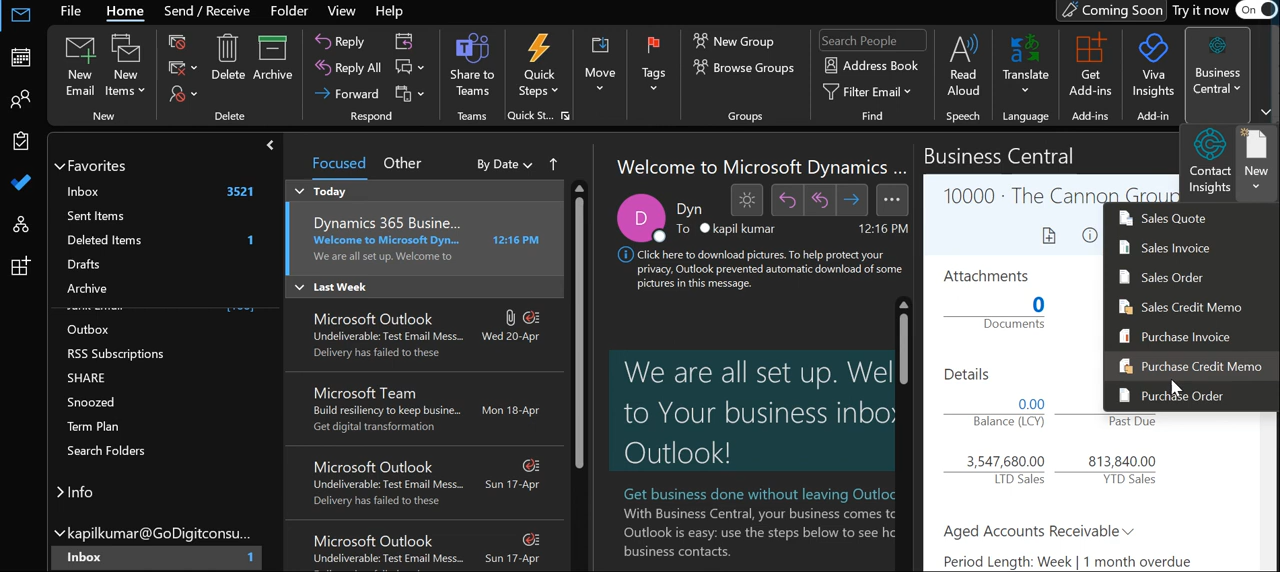 File Home Send / Receive Folder View Help
Coming Soon Try it now On
New Email
New Items
Delete
Archive
Reply
Reply All
Forward
Share to Teams
Quick Steps
Move
Tags
New Group
Browse Groups
Search People
Address Book
Filter Email
Read Aloud
Translate
Get Add-ins
Viva Insights
Business Central
New Delete Respond Teams Quick St... Groups Find Speech Language Add-ins Add-in
Favorites
Inbox 3521
Sent Items
Deleted Items 1
Drafts
Archive
Outbox
RSS Subscriptions
SHARE
Snoozed
Term Plan
Search Folders
Info
kapilkumar@GoDigitconsu...
Inbox 1
Focused Other By Date
Today
Dynamics 365 Busine...
Welcome to Microsoft Dyn... 12:16 PM
We are all set up. Welcome to
Last Week
Microsoft Outlook
Undeliverable: Test Email Mess... Wed 20-Apr
Delivery has failed to these
Microsoft Team
Build resiliency to keep busine... Mon 18-Apr
Get digital transformation
Microsoft Outlook
Undeliverable: Test Email Mess... Sun 17-Apr
Delivery has failed to these
Microsoft Outlook
Undeliverable: Test Email Mess... Sun 17-Apr
Welcome to Microsoft Dynamics ...
D
Dyn
To kapil kumar 12:16 PM
Click here to download pictures. To help protect your
privacy, Outlook prevented automatic download of some
pictures in this message.
We are all set up. Wel
to Your business inbo
Outlook!
Get business done without leaving Outloo
With Business Central, your business comes to
Outlook is easy: use the steps below to see ho
business contacts.
Business Central
10000 · The Cannon Group
Attachments
0
Documents
Details
0.00
Balance (LCY) Past Due
3,547,680.00 813,840.00
LTD Sales YTD Sales
Aged Accounts Receivable
Period Length: Week | 1 month overdue
Contact Insights
New
Sales Quote
Sales Invoice
Sales Order
Sales Credit Memo
Purchase Invoice
Purchase Credit Memo
Purchase Order